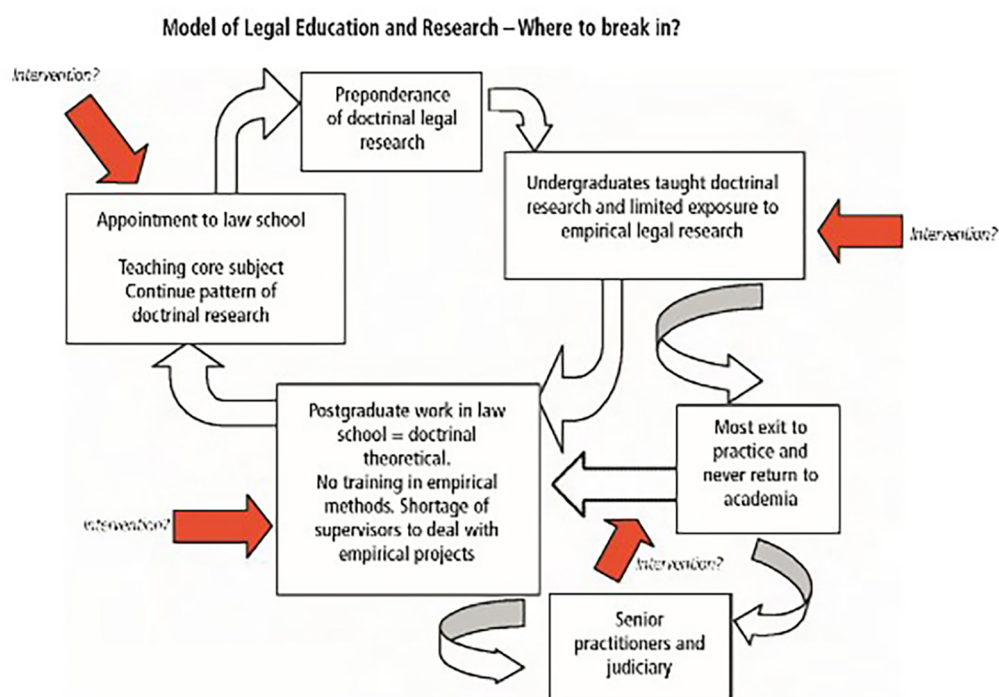 Model of Legal Education and Research – Where to break in?
Intervention?
Preponderance
of doctrinal legal
research
Undergraduates taught doctrinal
research and limited exposure to
empirical legal research
Intervention?
Appointment to law school
Teaching core subject
Continue pattern of
doctrinal research
Postgraduate work in law
school = doctrinal
theoretical.
No training in empirical
methods. Shortage of
supervisors to deal with
empirical projects
Most exit to
practice and
never return to
academia
Intervention?
Intervention?
Senior
practitioners and
judiciary